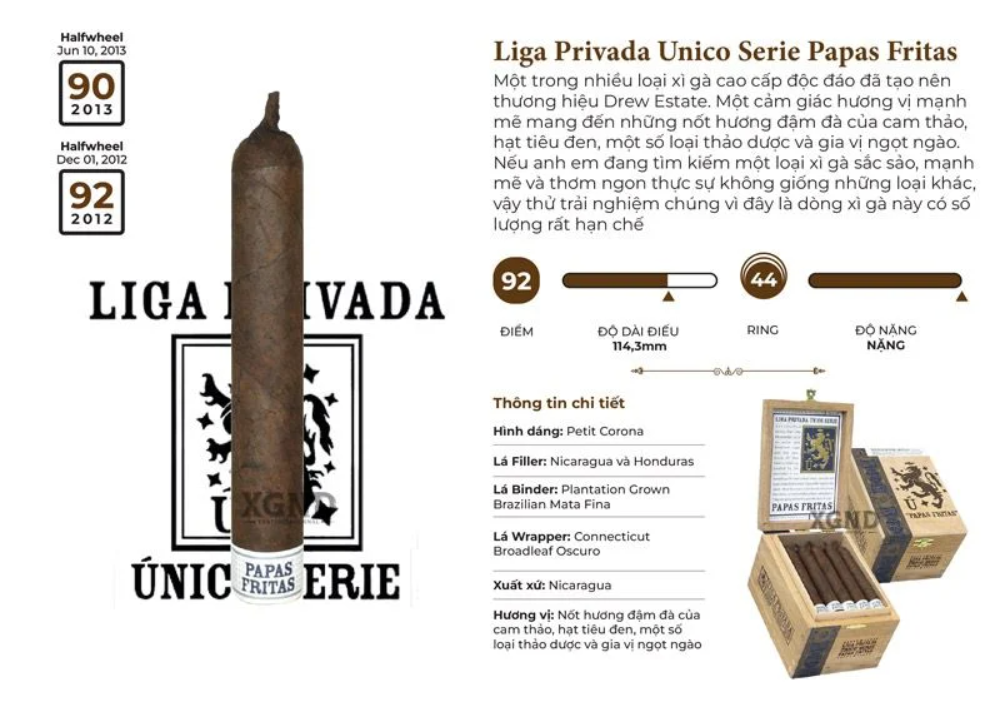 Halfwheel
Jun 10, 2013
90
2013
Halfwheel
Dec 01, 2012
92
2012
LIGA PRIVADA
ÚNIC SERIE
PAPAS
FRITAS
XGND
Liga Privada Unico Serie Papas Fritas
Một trong nhiều loại xì gà cao cấp độc đáo đã tạo nên
thương hiệu Drew Estate. Một cảm giác hương vị mạnh
mẽ mang đến những nốt hương đậm đà của cam thảo,
hạt tiêu đen, một số loại thảo dược và gia vị ngọt ngào.
Nếu anh em đang tìm kiếm một loại xì gà sắc sảo, mạnh
mẽ và thơm ngon thực sự không giống những loại khác,
vậy thử trải nghiệm chúng vì đây là dòng xì gà này có số
lượng rất hạn chế
92
44
ĐIỂM
ĐỘ DÀI ĐIẾU
114,3mm
RING
ĐỘ NẶNG
NẶNG
Thông tin chi tiết
Hình dáng: Petit Corona
Lá Filler: Nicaragua và Honduras
Lá Binder: Plantation Grown
Brazilian Mata Fina
Lá Wrapper: Connecticut
Broadleaf Oscuro
Xuất xứ: Nicaragua
Hương vị: Nốt hương đậm đà của
cam thảo, hạt tiêu đen, một số
loại thảo dược và gia vị ngọt ngào
LIGA PRIVADA UNICO SERIE
PAPAS FRITAS
Ú
"PAPAS FRITAS"
XGND